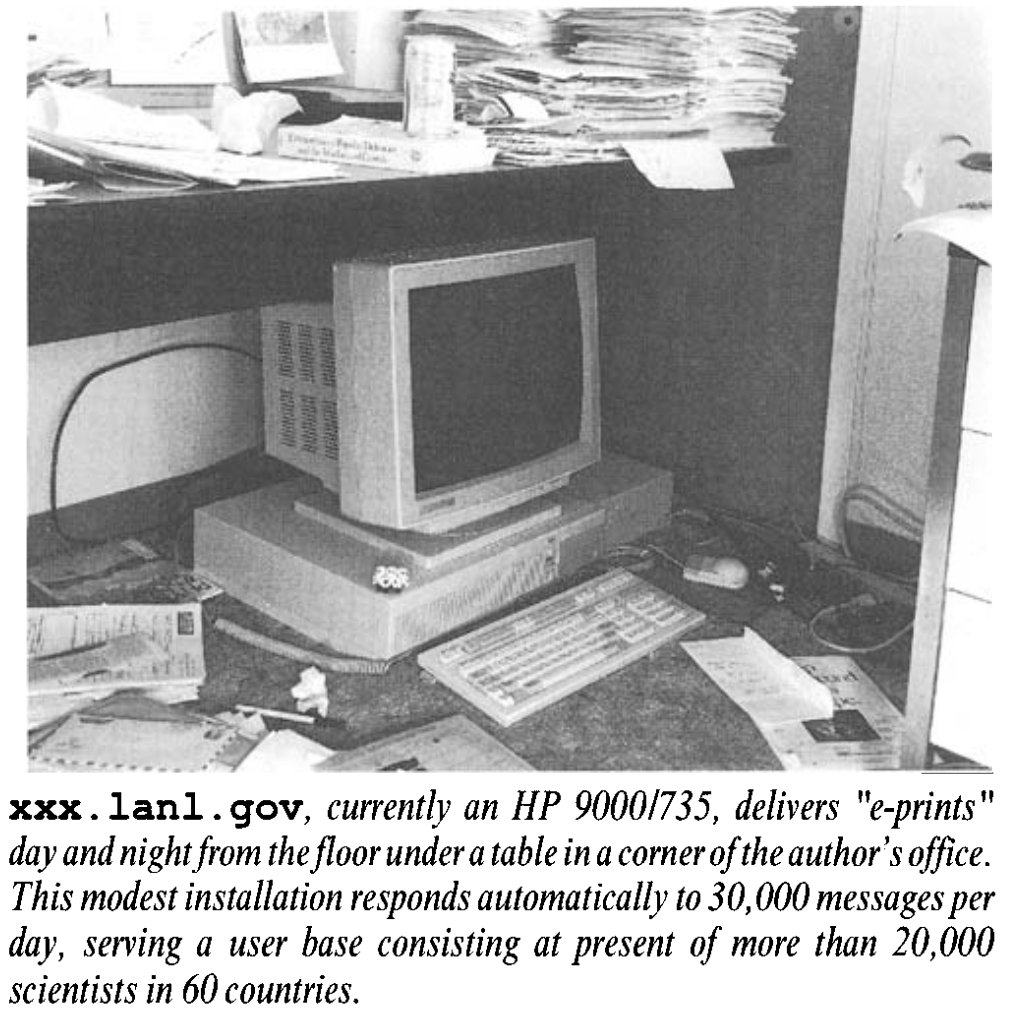 xxx.lanl.gov, currently an HP 9000/735, delivers "e-prints"
day and night from the floor under a table in a corner of the author's office.
This modest installation responds automatically to 30,000 messages per
day, serving a user base consisting at present of more than 20,000
scientists in 60 countries.